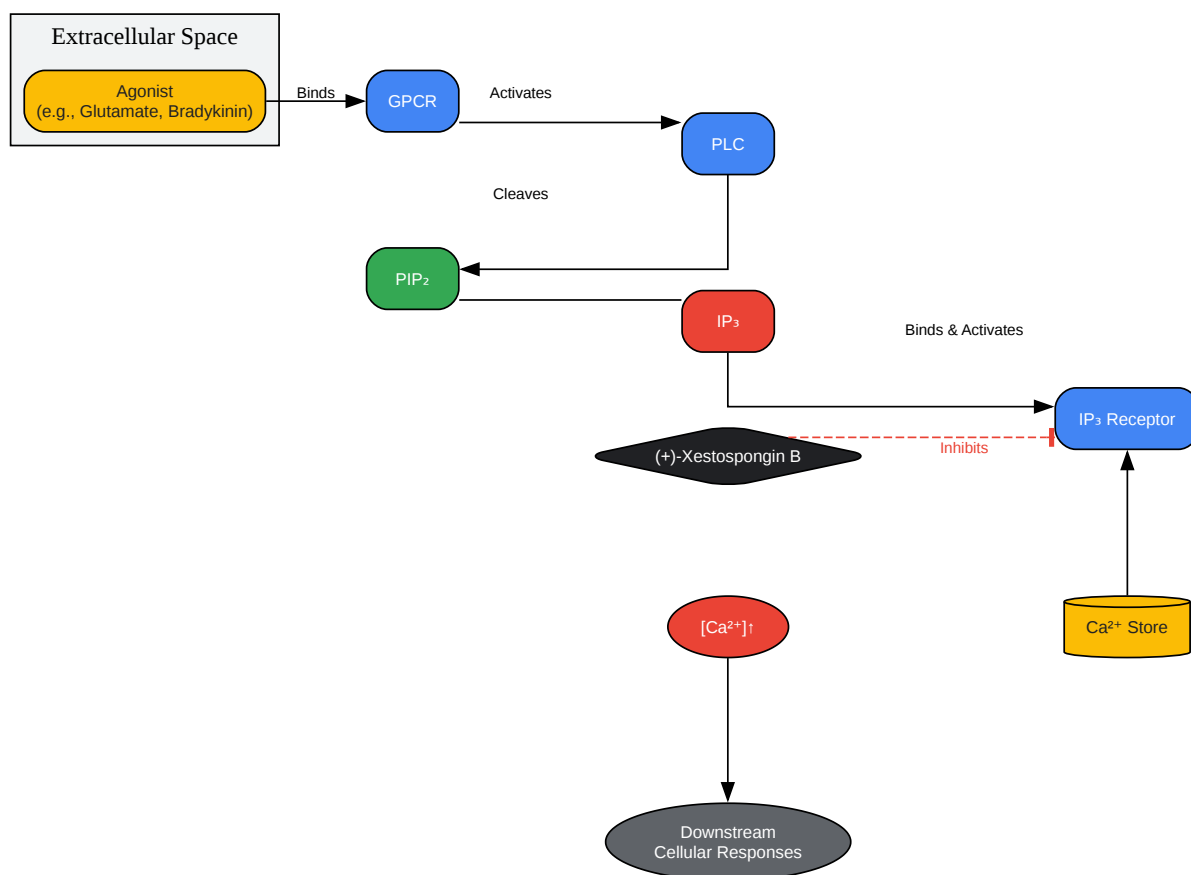 Extracellular Space
Agonist
(e.g., Glutamate, Bradykinin)
Binds
GPCR
Activates
PLC
Cleaves
PIP₂
IP₃
Binds & Activates
IP₃ Receptor
(+)-Xestospongin B
Inhibits
[Ca²⁺]↑
Ca²⁺ Store
Downstream
Cellular Responses